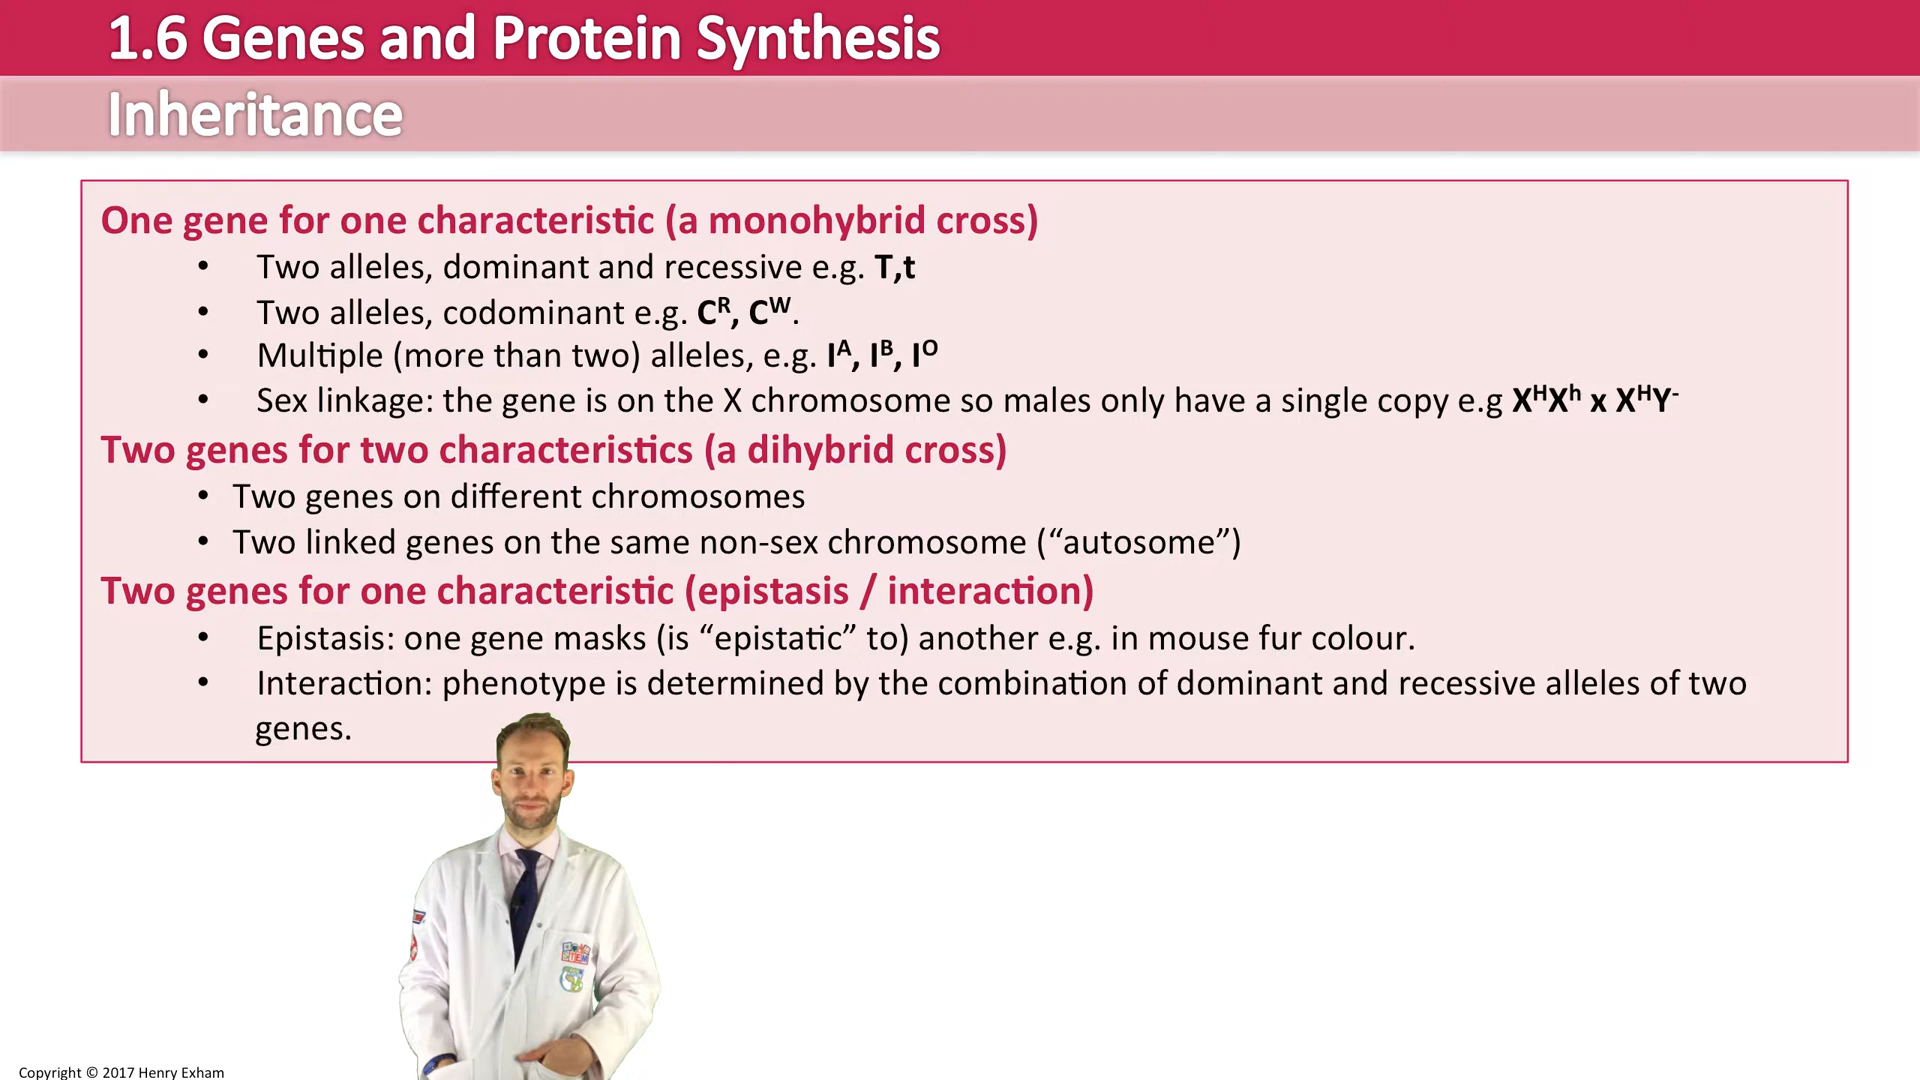 1.6 Genes and Protein Synthesis
Inheritance
One gene for one characteristic (a monohybrid cross)
• Two alleles, dominant and recessive e.g. T,t
• Two alleles, codominant e.g. Cᴿ, Cᵂ.
• Multiple (more than two) alleles, e.g. Iᴬ, Iᴮ, Iᴼ
• Sex linkage: the gene is on the X chromosome so males only have a single copy e.g XᴴXʰ x XᴴY⁻
Two genes for two characteristics (a dihybrid cross)
• Two genes on different chromosomes
• Two linked genes on the same non-sex chromosome (“autosome”)
Two genes for one characteristic (epistasis / interaction)
• Epistasis: one gene masks (is “epistatic” to) another e.g. in mouse fur colour.
• Interaction: phenotype is determined by the combination of dominant and recessive alleles of two
genes.
Copyright © 2017 Henry Exham